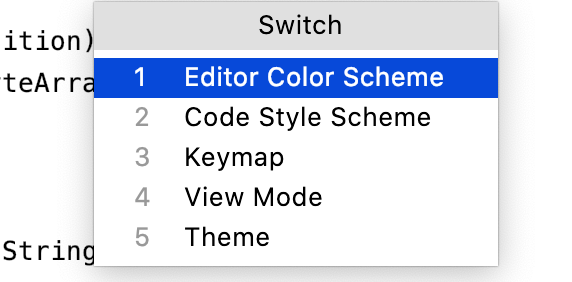 Switch
ition)
1 Editor Color Scheme
teArra
2 Code Style Scheme
3 Keymap
4 View Mode
5 Theme
String